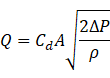 Q = C_d A √(2ΔP/ρ)